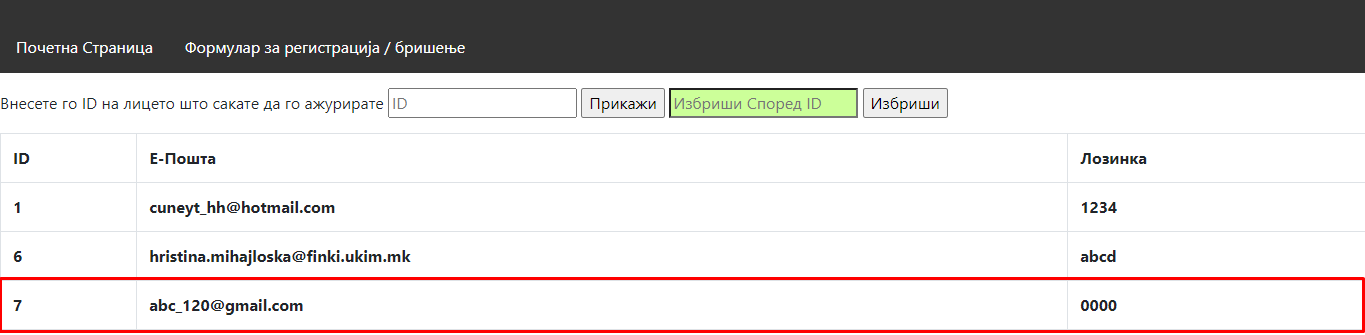 Почетна Страница Формулар за регистрација / бришење
Внесете го ID на лицето што сакате да го ажурирате ID Прикажи Избриши Според ID Избриши
ID Е-Пошта Лозинка
1 cuneyt_hh@hotmail.com 1234
6 hristina.mihajloska@finki.ukim.mk abcd
7 abc_120@gmail.com 0000